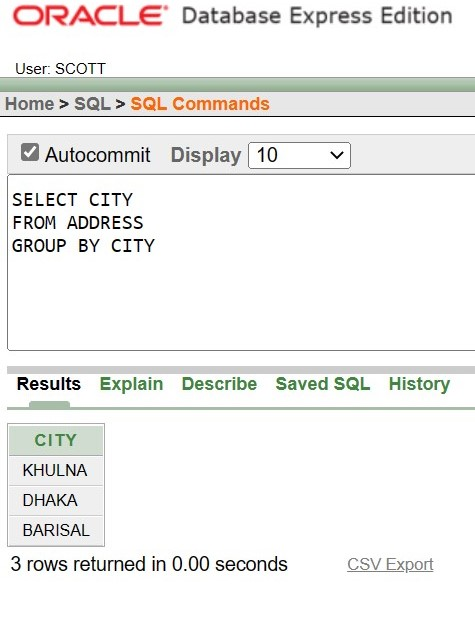 ORACLE® Database Express Edition
User: SCOTT
Home > SQL > SQL Commands
Autocommit Display 10
SELECT CITY
FROM ADDRESS
GROUP BY CITY
Results Explain Describe Saved SQL History
CITY
KHULNA
DHAKA
BARISAL
3 rows returned in 0.00 seconds CSV Export